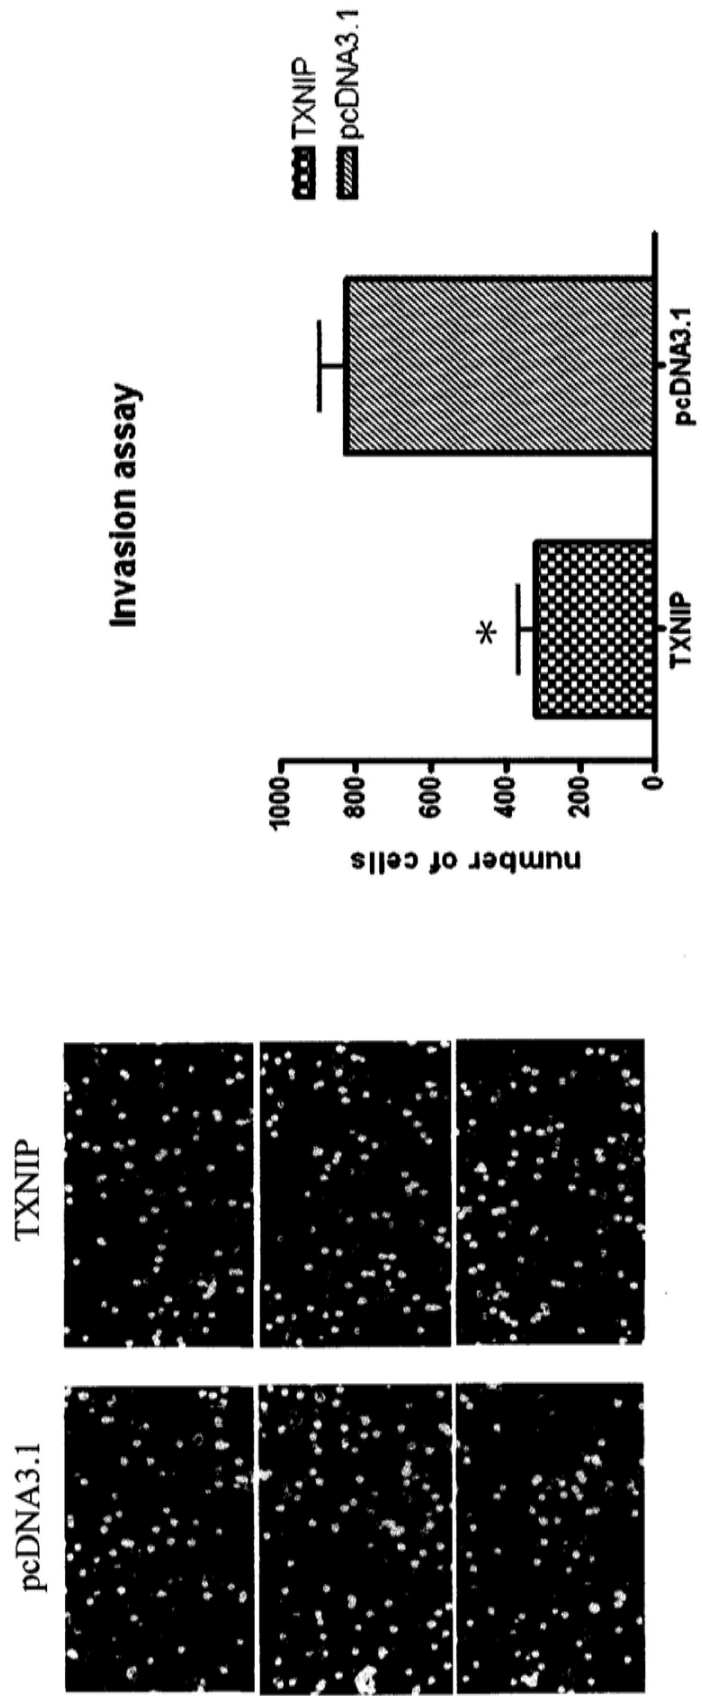 pcDNA3.1
TXNIP
Invasion assay
number of cells
1000
800
600
400
200
0
*
TXNIP
pcDNA3.1
TXNIP
pcDNA3.1